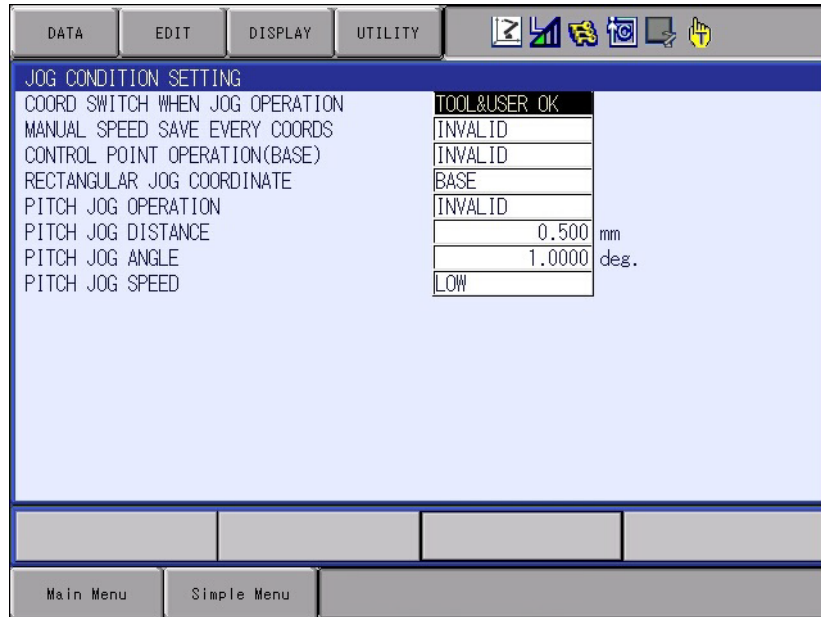 DATA EDIT DISPLAY UTILITY
JOG CONDITION SETTING
COORD SWITCH WHEN JOG OPERATION TOOL&USER OK
MANUAL SPEED SAVE EVERY COORDS INVALID
CONTROL POINT OPERATION(BASE) INVALID
RECTANGULAR JOG COORDINATE BASE
PITCH JOG OPERATION INVALID
PITCH JOG DISTANCE 0.500 mm
PITCH JOG ANGLE 1.0000 deg.
PITCH JOG SPEED LOW
Main Menu Simple Menu